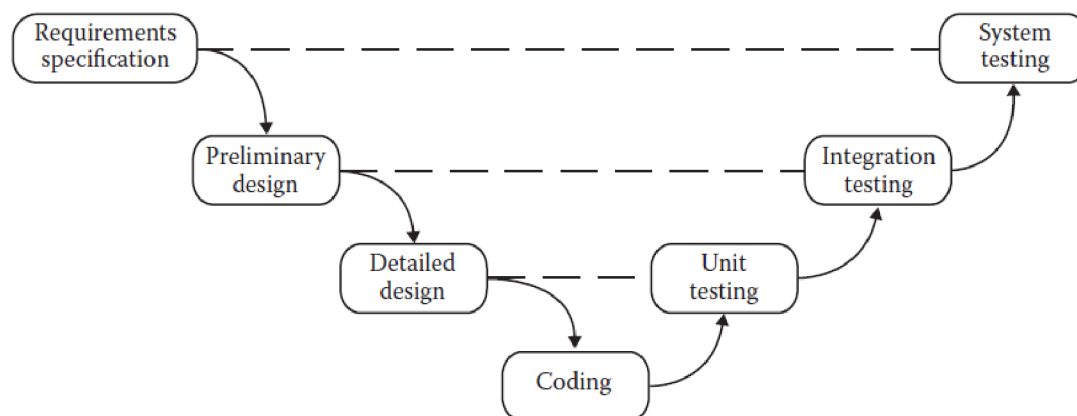 Requirements
specification
System
testing
Preliminary
design
Integration
testing
Detailed
design
Unit
testing
Coding